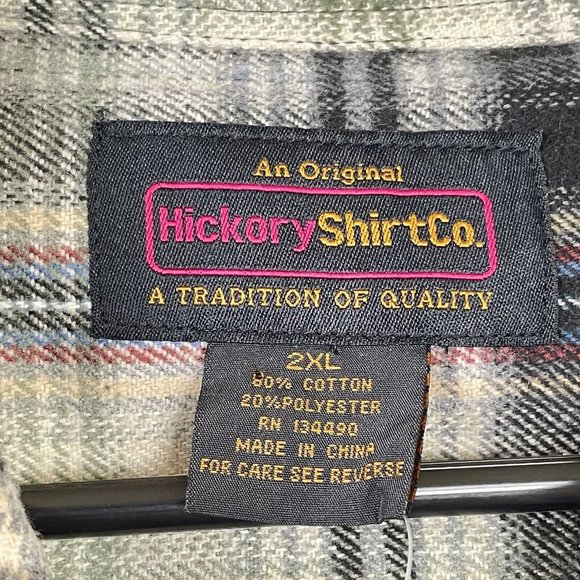 An Original
HickoryShirtCo.
A TRADITION OF QUALITY
2XL
80% COTTON
20% POLYESTER
RN 134490
MADE IN CHINA
FOR CARE SEE REVERSE